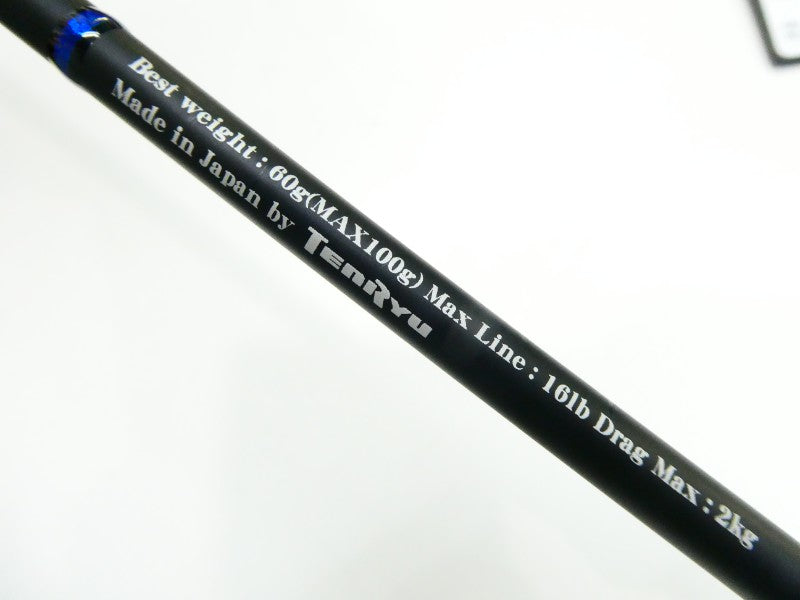 Best weight : 60g(MAX100g) Max Line : 16lb Drag Max : 2kg
Made in Japan by TENRYU